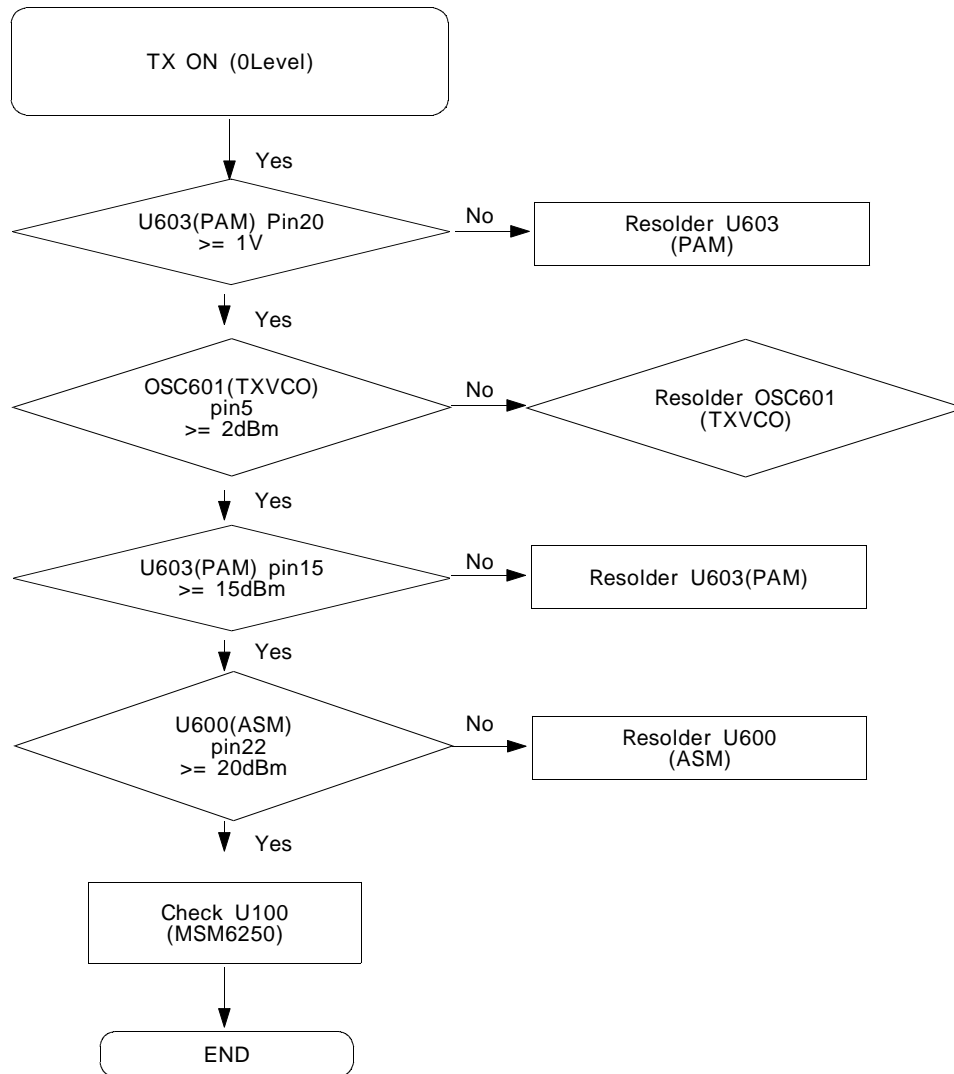 TX ON (0Level)
Yes
U603(PAM) Pin20
>= 1V
No
Resolder U603
(PAM)
Yes
OSC601(TXVCO)
pin5
>= 2dBm
No
Resolder OSC601
(TXVCO)
Yes
U603(PAM) pin15
>= 15dBm
No
Resolder U603(PAM)
Yes
U600(ASM)
pin22
>= 20dBm
No
Resolder U600
(ASM)
Yes
Check U100
(MSM6250)
END